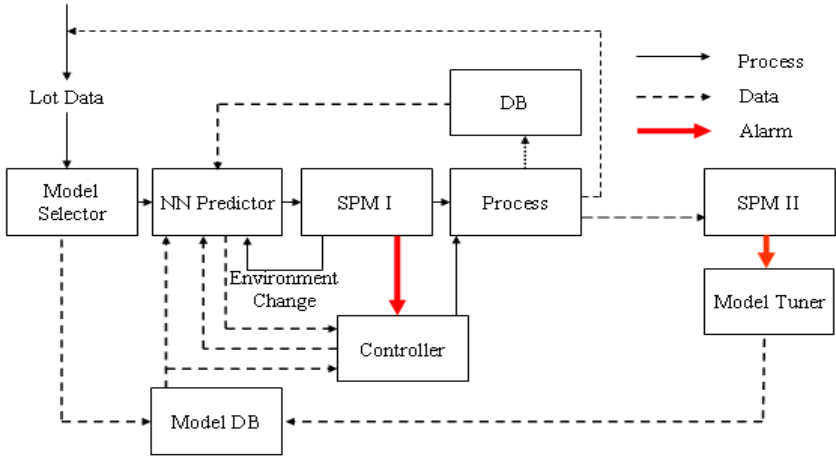 Process
Data
Alarm
Lot Data
DB
Model
Selector
NN Predictor
SPM I
Process
SPM II
Environment
Change
Model Tuner
Controller
Model DB